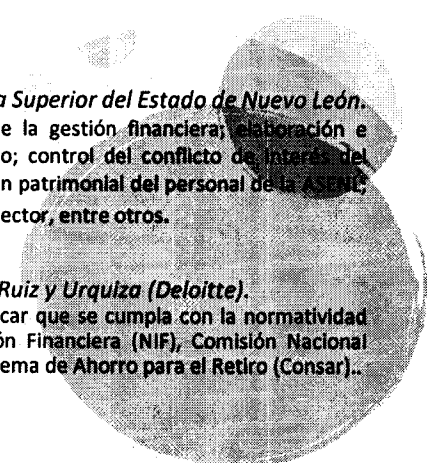 a Superior del Estado de Nuevo León.
e la gestión financiera; elaboración e
o; control del conflicto de interés del
n patrimonial del personal de la ASENL;
ector, entre otros.
Ruiz y Urquiza (Deloitte).
car que se cumpla con la normatividad
ón Financiera (NIF), Comisión Nacional
ema de Ahorro para el Retiro (Consar)..